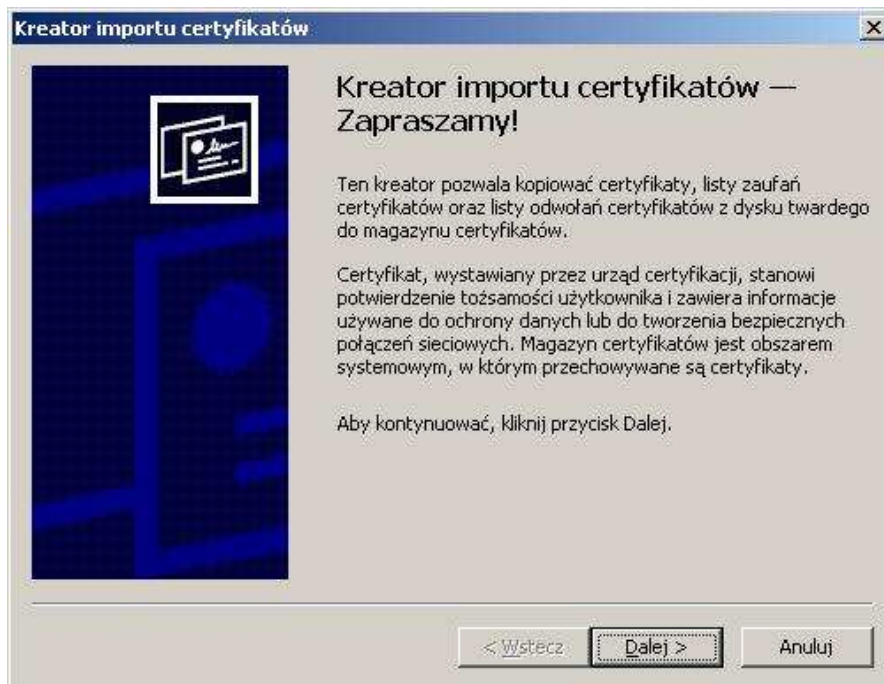 Kreator importu certyfikatów
Kreator importu certyfikatów —
Zapraszamy!
Ten kreator pozwala kopiować certyfikaty, listy zaufań
certyfikatów oraz listy odwołań certyfikatów z dysku twardego
do magazynu certyfikatów.
Certyfikat, wystawiany przez urząd certyfikacji, stanowi
potwierdzenie tożsamości użytkownika i zawiera informacje
używane do ochrony danych lub do tworzenia bezpiecznych
połączeń sieciowych. Magazyn certyfikatów jest obszarem
systemowym, w którym przechowywane są certyfikaty.
Aby kontynuować, kliknij przycisk Dalej.
< Wstecz Dalej > Anuluj